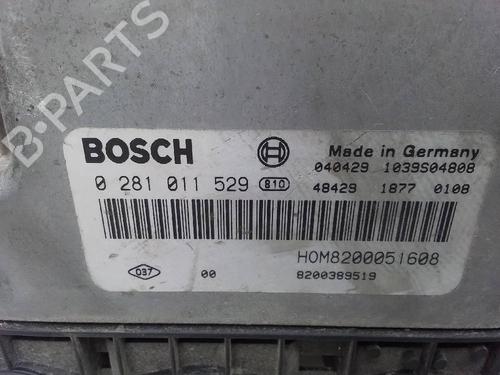 B-PARTS
BOSCH
Made in Germany
040429 1039S04808
0 281 011 529 810
48429 1877 0108
HOM8200051608
037 00 8200389519